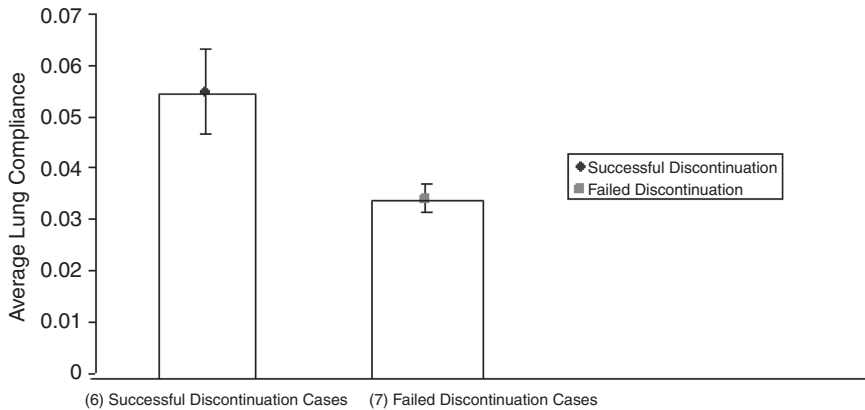 0.07
0.06
0.05
0.04
0.03
0.02
0.01
0
Average Lung Compliance
Successful Discontinuation
Failed Discontinuation
(6) Successful Discontinuation Cases
(7) Failed Discontinuation Cases